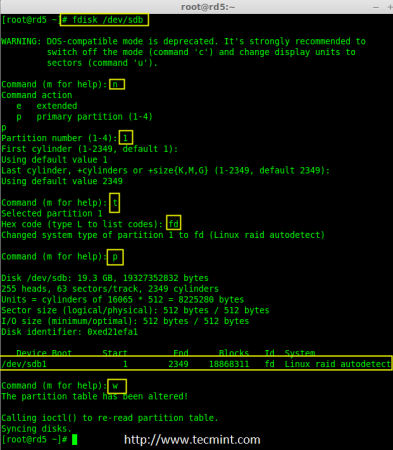 root@rd5:~
[root@rd5 ~]# fdisk /dev/sdb
WARNING: DOS-compatible mode is deprecated. It's strongly recommended to
switch off the mode (command 'c') and change display units to
sectors (command 'u').
Command (m for help): n
Command action
e extended
p primary partition (1-4)
p
Partition number (1-4): 1
First cylinder (1-2349, default 1):
Using default value 1
Last cylinder, +cylinders or +size{K,M,G} (1-2349, default 2349):
Using default value 2349
Command (m for help): t
Selected partition 1
Hex code (type L to list codes): fd
Changed system type of partition 1 to fd (Linux raid autodetect)
Command (m for help): p
Disk /dev/sdb: 19.3 GB, 19327352832 bytes
255 heads, 63 sectors/track, 2349 cylinders
Units = cylinders of 16065 * 512 = 8225280 bytes
Sector size (logical/physical): 512 bytes / 512 bytes
I/O size (minimum/optimal): 512 bytes / 512 bytes
Disk identifier: 0xed21efa1
Device Boot Start End Blocks Id System
/dev/sdb1 1 2349 18868311 fd Linux raid autodetect
Command (m for help): w
The partition table has been altered!
Calling ioctl() to re-read partition table.
Syncing disks.
[root@rd5 ~]#
http://www.tecmint.com